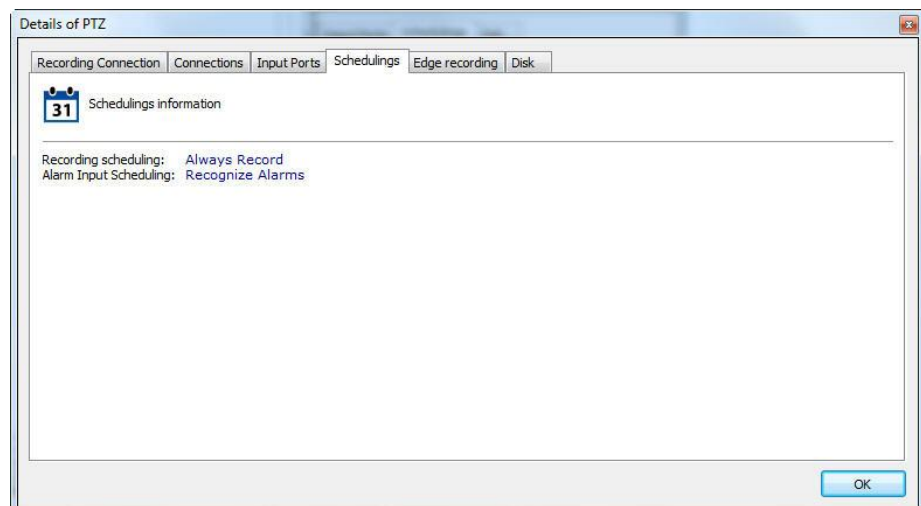 Details of PTZ
Recording Connection Connections Input Ports Schedulings Edge recording Disk
31 Schedulings information
Recording scheduling: Always Record
Alarm Input Scheduling: Recognize Alarms
OK